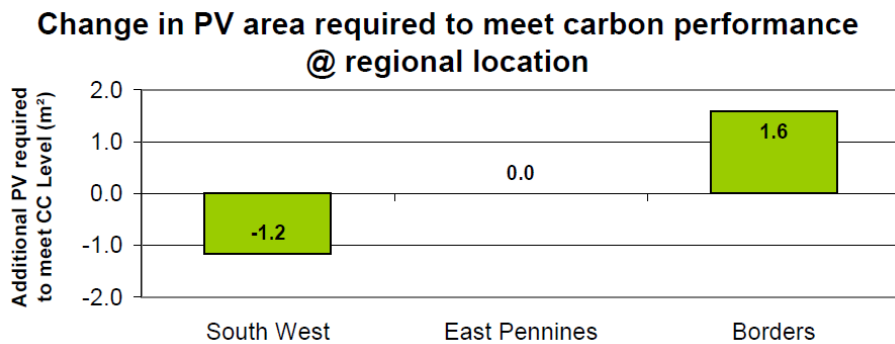 Change in PV area required to meet carbon performance
@ regional location
Additional PV required
to meet CC Level (m²)
2.0
1.0
0.0
-1.0
-2.0
-1.2
0.0
1.6
South West
East Pennines
Borders